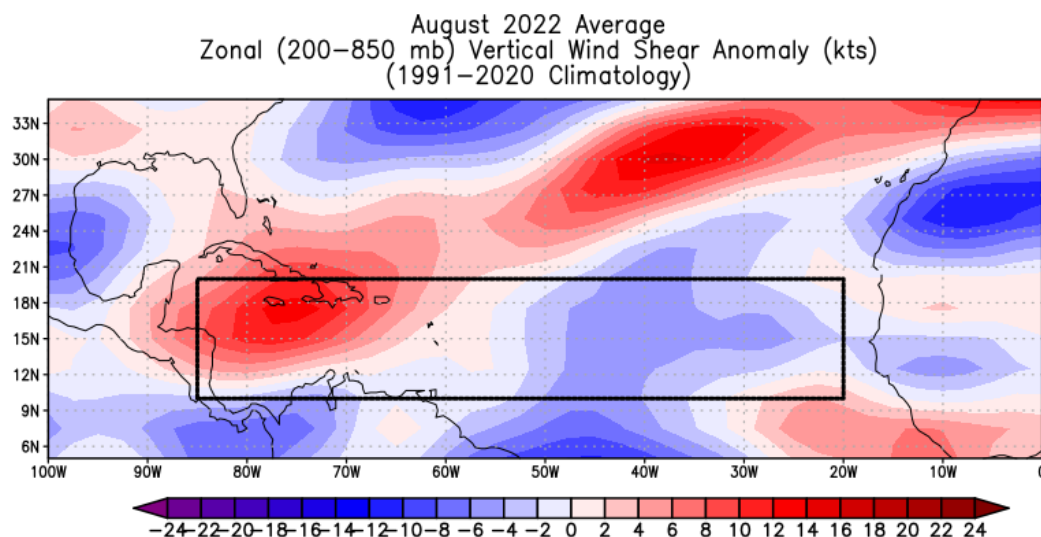 August 2022 Average
Zonal (200−850 mb) Vertical Wind Shear Anomaly (kts)
(1991−2020 Climatology)
33N
30N
27N
24N
21N
18N
15N
12N
9N
6N
100W 90W 80W 70W 60W 50W 40W 30W 20W 10W 0
−24 −22 −20 −18 −16 −14 −12 −10 −8 −6 −4 −2 0 2 4 6 8 10 12 14 16 18 20 22 24